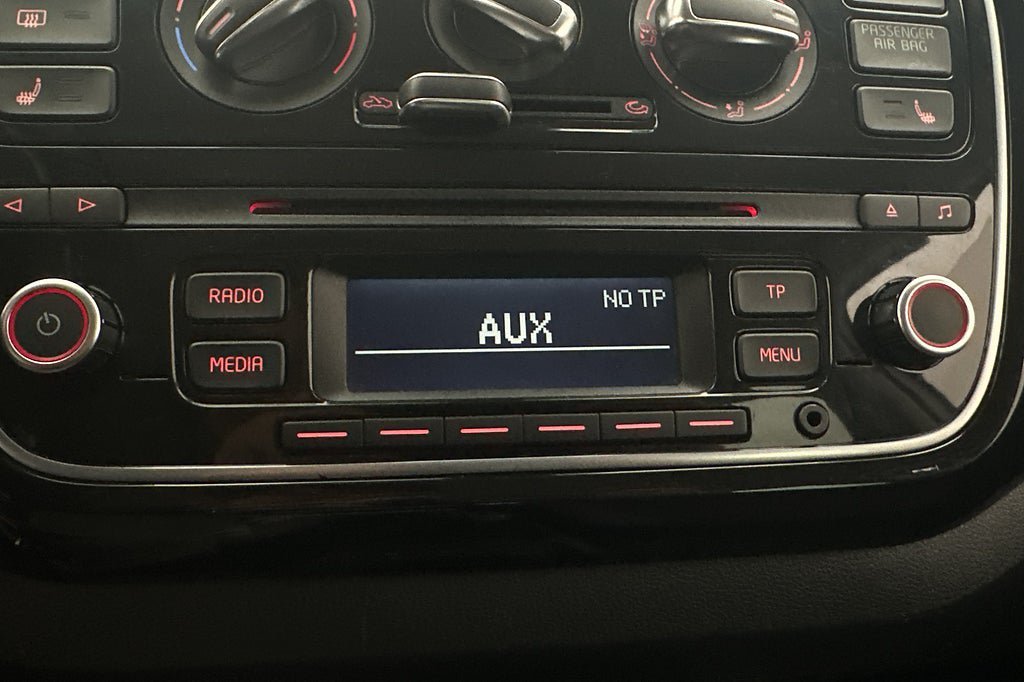 PASSENGER
AIR BAG
RADIO
NO TP
TP
AUX
MEDIA
MENU